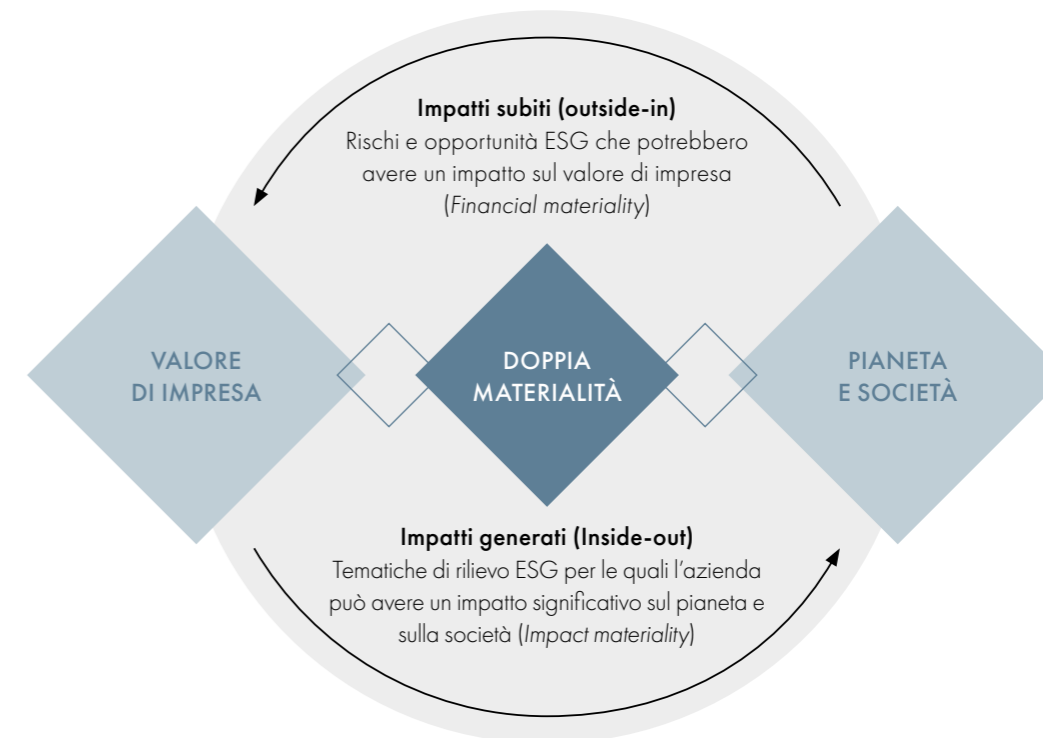 Impatti subiti (outside-in)
Rischi e opportunità ESG che potrebbero
avere un impatto sul valore di impresa
(Financial materiality)
VALORE
DI IMPRESA
DOPPIA
MATERIALITÀ
PIANETA
E SOCIETÀ
Impatti generati (Inside-out)
Tematiche di rilievo ESG per le quali l’azienda
può avere un impatto significativo sul pianeta e
sulla società (Impact materiality)